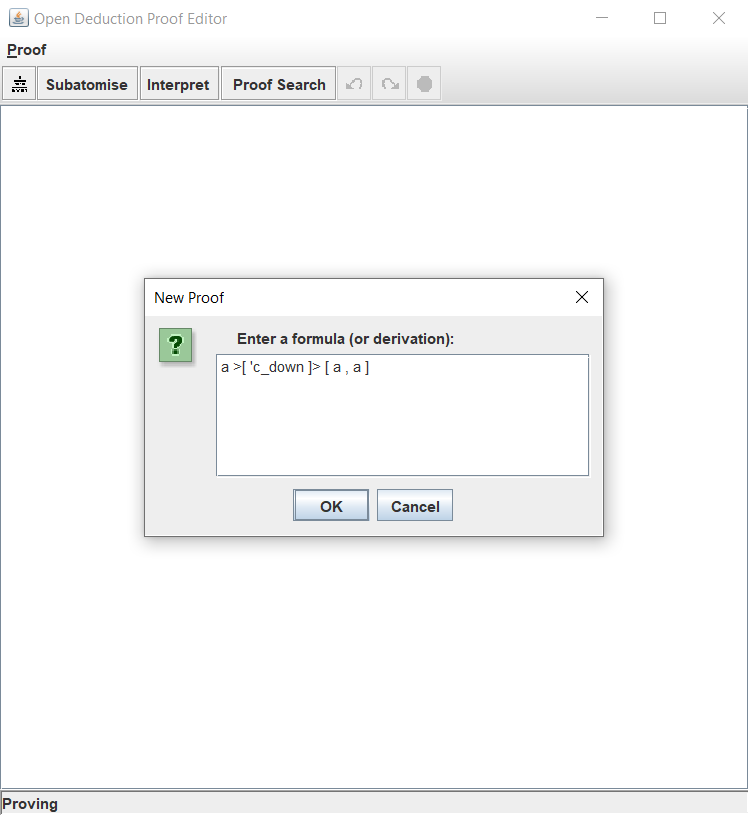 Open Deduction Proof Editor
Proof
Subatomise Interpret Proof Search
New Proof
?
Enter a formula (or derivation):
a >[ 'c_down ]> [ a , a ]
OK Cancel
Proving